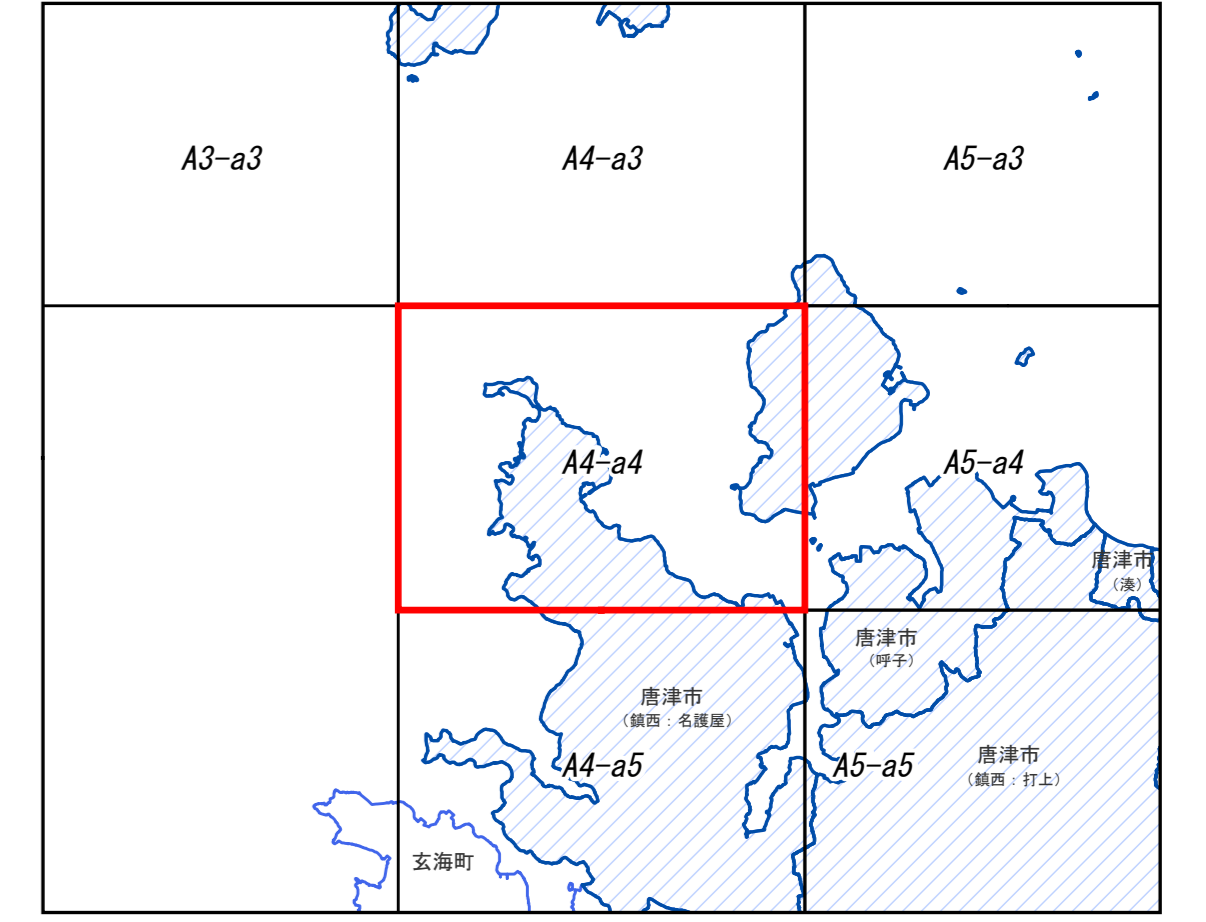 A3-a3
A4-a3
A5-a3
A4-a4
A5-a4
唐津市
（湊）
唐津市
（呼子）
唐津市
（鎮西：名護屋）
A4-a5
A5-a5
唐津市
（鎮西：打上）
玄海町